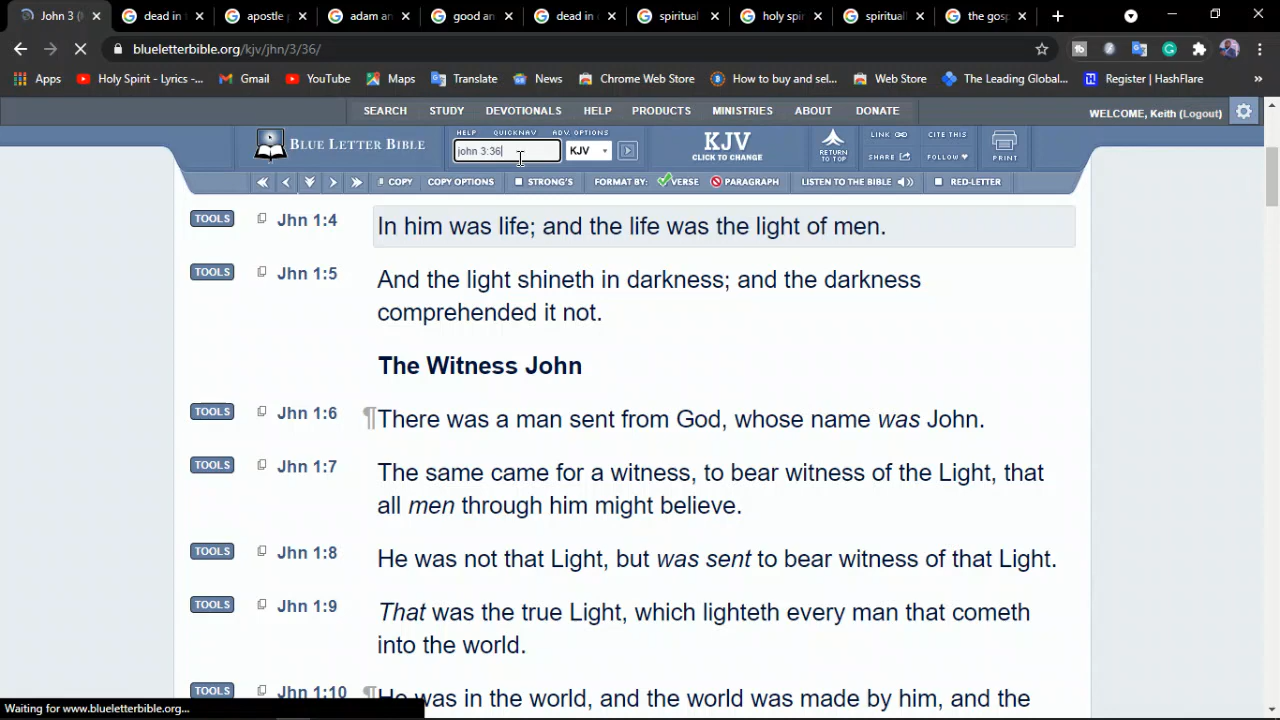 John 3
dead in
apostle p
adam an
good an
dead in
spiritual
holy spi
spirituall
the gosp
blueletterbible.org/kjv/jhn/3/36/
Apps
Holy Spirit - Lyrics -...
Gmail
YouTube
Maps
Translate
News
Chrome Web Store
How to buy and sel...
Web Store
The Leading Global...
Register | HashFlare
»
SEARCH STUDY DEVOTIONALS HELP PRODUCTS MINISTRIES ABOUT DONATE
WELCOME, Keith (Logout)
BLUE LETTER BIBLE
HELP QUICKNAV ADV. OPTIONS
john 3:36
KJV
KJV
CLICK TO CHANGE
RETURN
TO TOP
LINK
CITE THIS
SHARE
FOLLOW
PRINT
COPY COPY OPTIONS STRONG'S FORMAT BY: VERSE PARAGRAPH LISTEN TO THE BIBLE RED-LETTER
TOOLS Jhn 1:4 In him was life; and the life was the light of men.
TOOLS Jhn 1:5 And the light shineth in darkness; and the darkness
comprehended it not.
The Witness John
TOOLS Jhn 1:6 ¶There was a man sent from God, whose name was John.
TOOLS Jhn 1:7 The same came for a witness, to bear witness of the Light, that
all men through him might believe.
TOOLS Jhn 1:8 He was not that Light, but was sent to bear witness of that Light.
TOOLS Jhn 1:9 That was the true Light, which lighteth every man that cometh
into the world.
TOOLS Jhn 1:10 ¶He was in the world, and the world was made by him, and the
Waiting for www.blueletterbible.org...